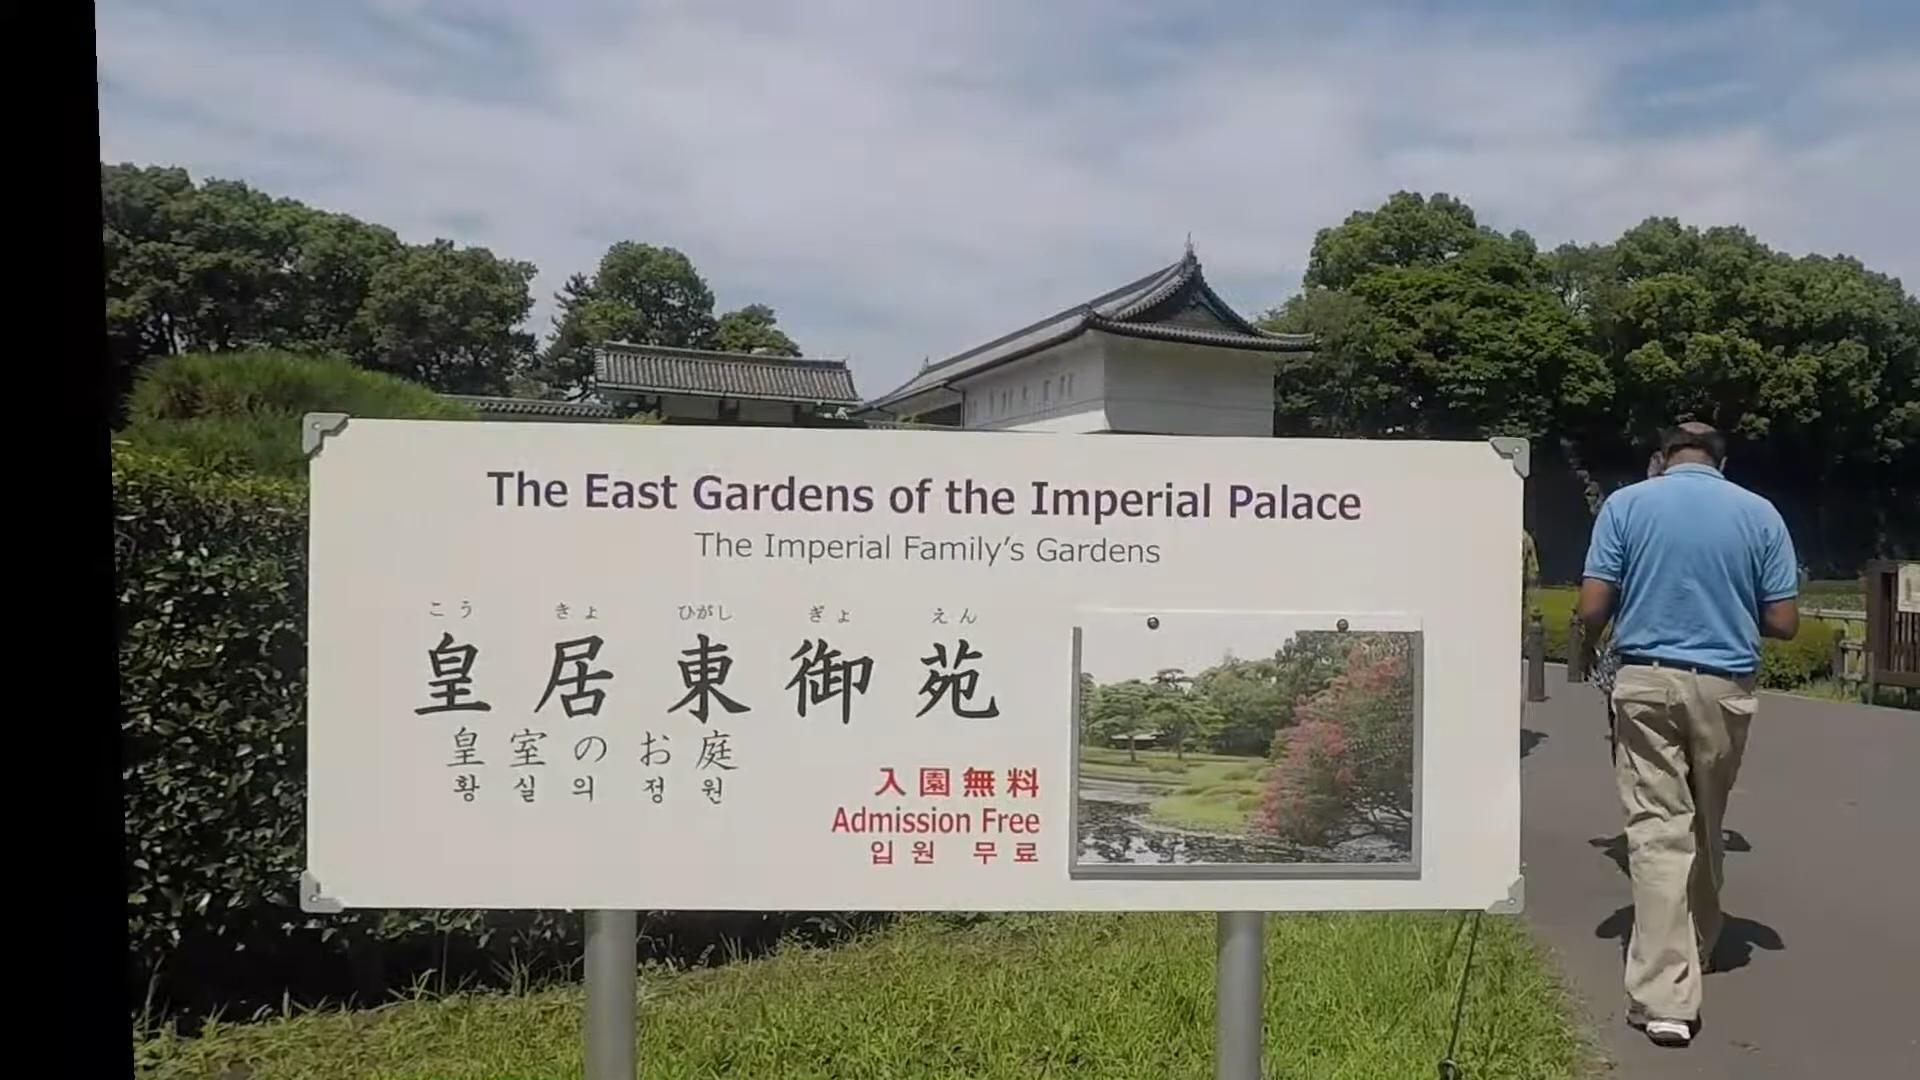 The East Gardens of the Imperial Palace
The Imperial Family's Gardens
こう きょ ひがし ぎょ えん
皇居東御苑
皇室のお庭
황실의 정원
入園無料
Admission Free
입원 무료